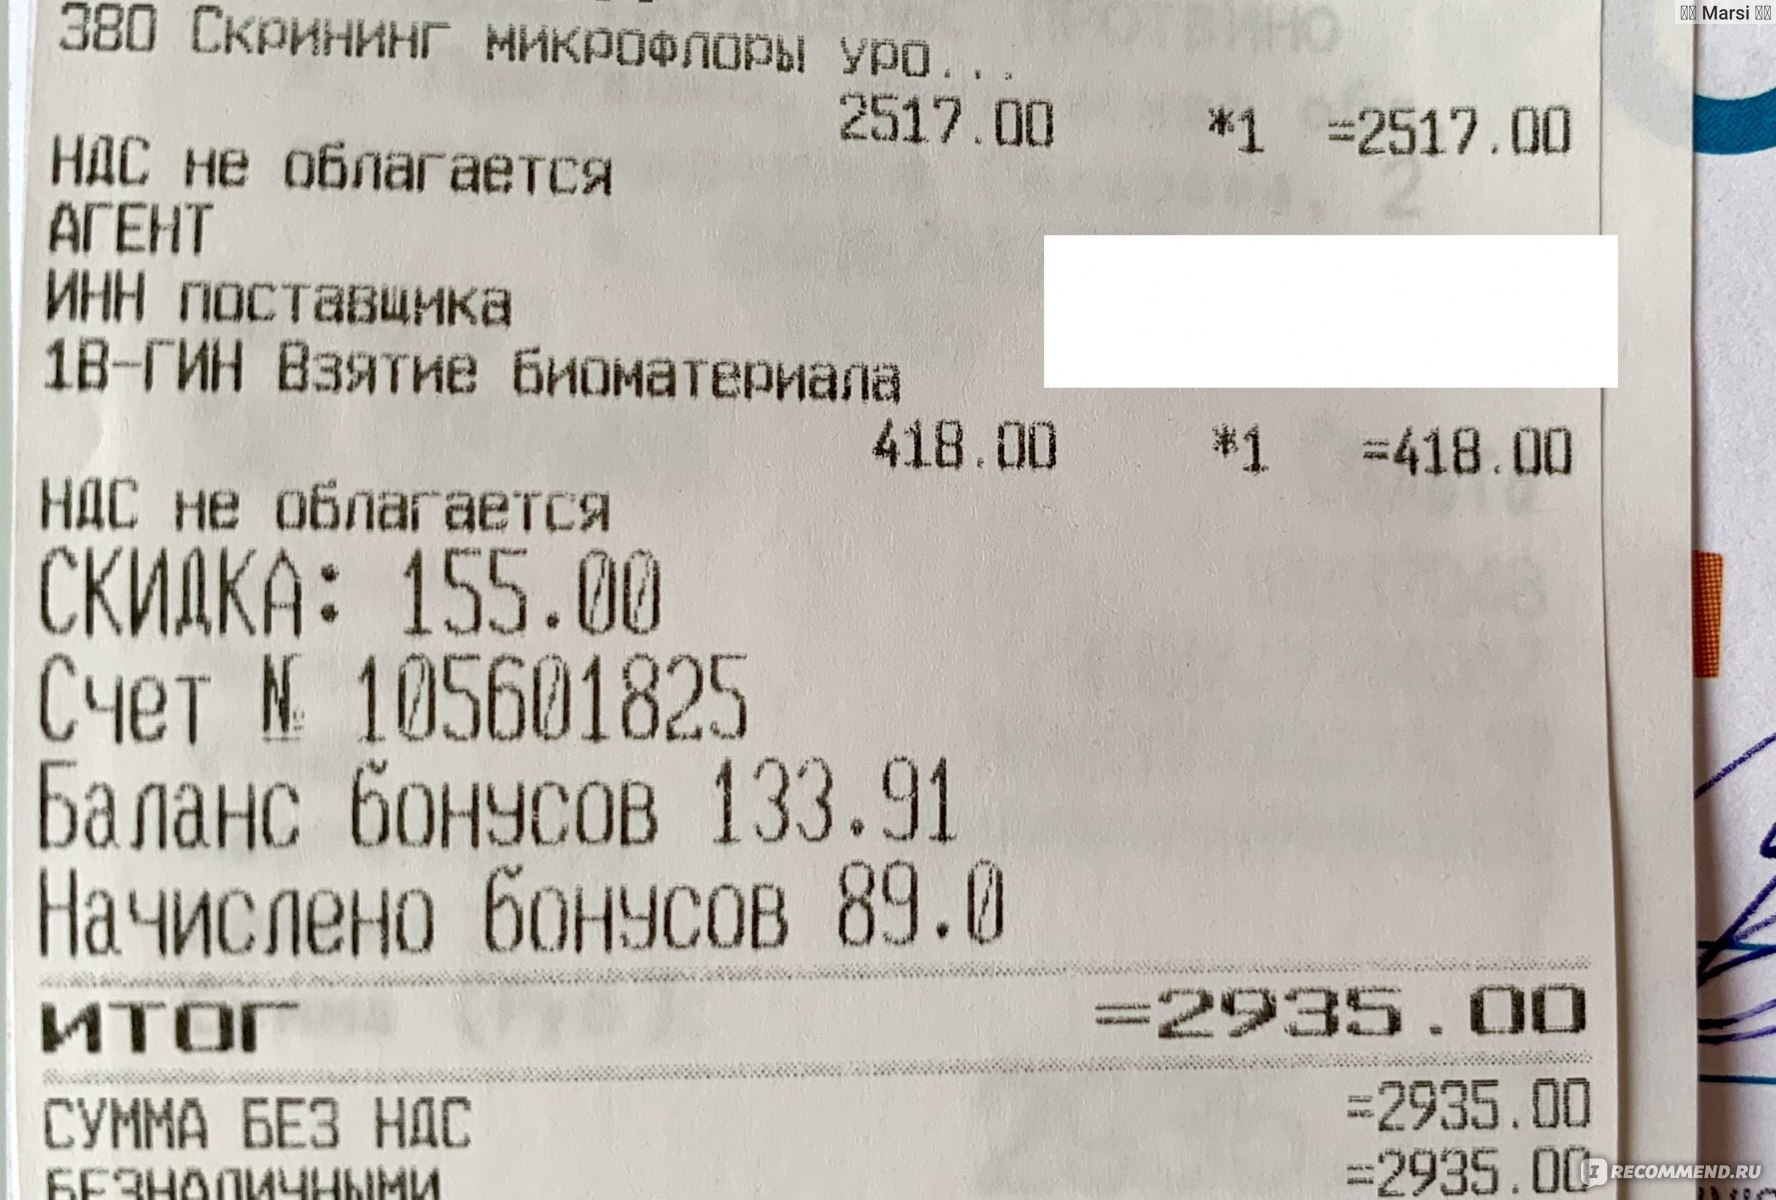 Marsi
380 Скрининг микрофлоры уро...
2517.00 *1 =2517.00
НДС не облагается
АГЕНТ
ИНН поставщика
1В-ГИН Взятие биоматериала
418.00 *1 =418.00
НДС не облагается
СКИДКА: 155.00
Счет № 105601825
Баланс бонусов 133.91
Начислено бонусов 89.0
ИТОГ =2935.00
СУММА БЕЗ НДС =2935.00
БЕЗНАЛИЧНЫМИ =2935.00
IRECOMMEND.RU